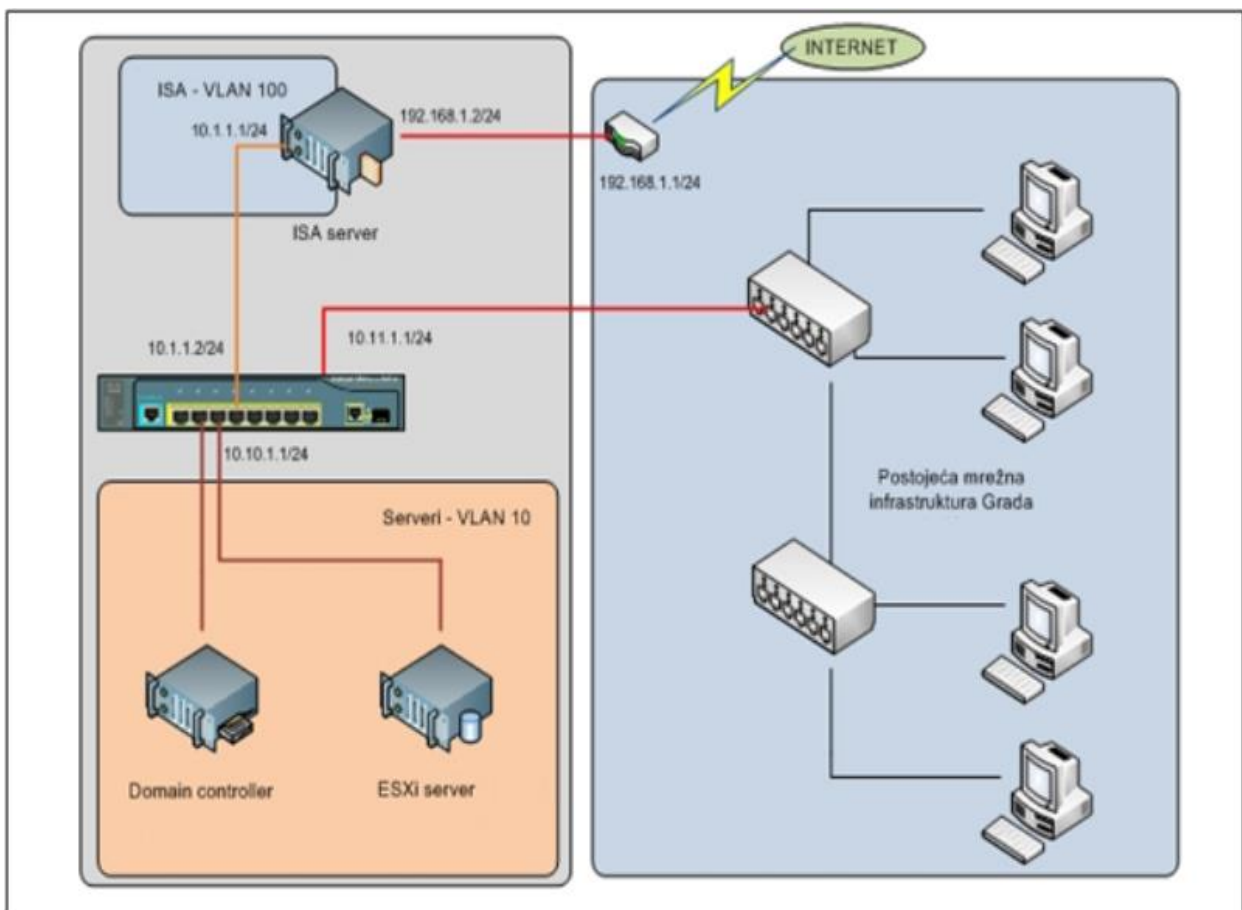 INTERNET
ISA - VLAN 100
10.1.1.1/24
192.168.1.2/24
192.168.1.1/24
ISA server
10.1.1.2/24
10.11.1.1/24
10.10.1.1/24
Serveri - VLAN 10
Postojeća mrežna
infrastruktura Grada
Domain controller
ESXi server